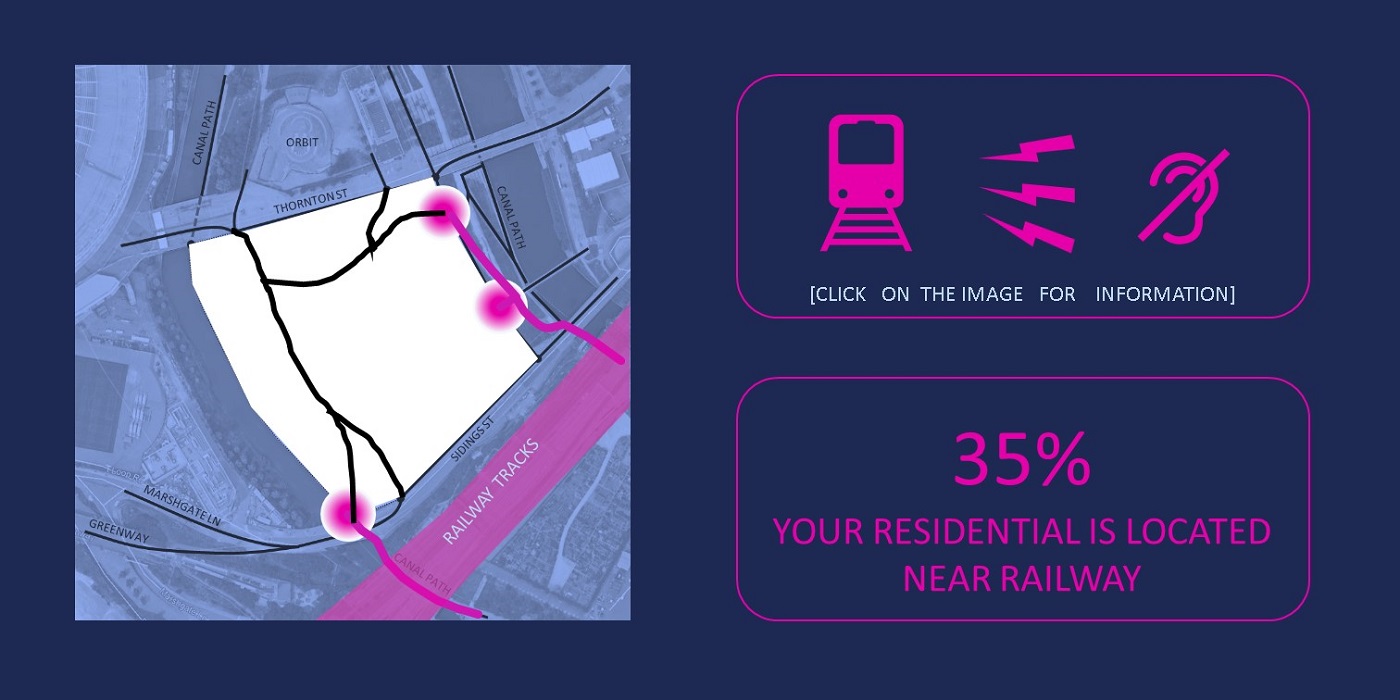 CANAL PATH
ORBIT
THORNTON ST
CANAL PATH
SIDINGS ST
RAILWAY TRACKS
MARSHGATE LN
GREENWAY
CANAL PATH
[CLICK ON THE IMAGE FOR INFORMATION]
35%
YOUR RESIDENTIAL IS LOCATED
NEAR RAILWAY